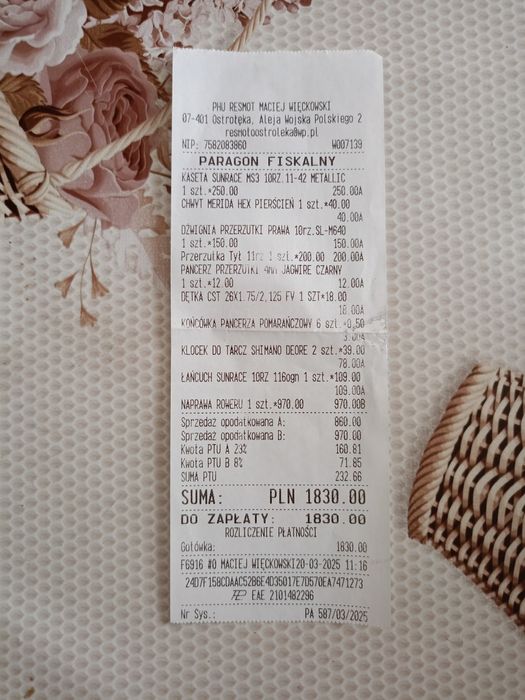 PHU RESMOT MACIEJ WIĘCKOWSKI
07-401 Ostrołęka, Aleja Wojska Polskiego 2
resmotoostroleka@wp.pl
NIP: 7582083860 W007139
PARAGON FISKALNY
KASETA SUNRACE MS3 10RZ.11-42 METALLIC
1 szt.*250.00 250.00A
CHWYT MERIDA HEX PIERŚCIEŃ 1 szt.*40.00
40.00A
DŹWIGNIA PRZERZUTKI PRAWA 10rz.SL-M640
1 szt.*150.00 150.00A
Przerzutka Tył 11rz 1 szt.*200.00 200.00A
PANCERZ PRZERZUTKI 4MM JAGWIRE CZARNY
1 szt.*12.00 12.00A
DĘTKA CST 26X1.75/2,125 FV 1 SZT*18.00
18.00A
KOŃCÓWKA PANCERZA POMARAŃCZOWY 6 szt.*0,50
3.00A
KLOCEK DO TARCZ SHIMANO DEORE 2 szt.*39.00
78.00A
ŁAŃCUCH SUNRACE 10RZ 116ogn 1 szt.*109.00
109.00A
NAPRAWA ROWERU 1 szt.*970.00 970.00B
Sprzedaż opodatkowana A: 860.00
Sprzedaż opodatkowana B: 970.00
Kwota PTU A 23% 160.81
Kwota PTU B 8% 71.85
SUMA PTU 232.66
SUMA: PLN 1830.00
DO ZAPŁATY: 1830.00
ROZLICZENIE PŁATNOŚCI
Gotówka: 1830.00
F6916 #0 MACIEJ WIĘCKOWSKI 20-03-2025 11:16
24D7F158CDAAC52B6E4D35017E7D570EA7471273
EAE 2101482296
Nr Sys.: PA 587/03/2025